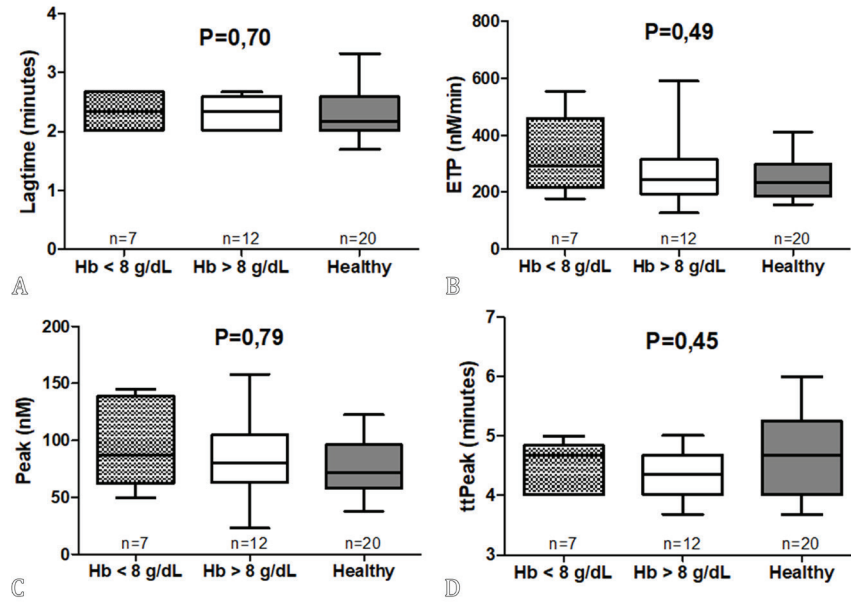 P=0,70
Lagtime (minutes)
4
3
2
1
0
n=7 n=12 n=20
Hb < 8 g/dL Hb > 8 g/dL Healthy
A
P=0,49
ETP (nM/min)
800
600
400
200
0
n=7 n=12 n=20
Hb < 8 g/dL Hb > 8 g/dL Healthy
B
P=0,79
Peak (nM)
200
150
100
50
0
n=7 n=12 n=20
Hb < 8 g/dL Hb > 8 g/dL Healthy
C
P=0,45
ttPeak (minutes)
7
6
5
4
3
n=7 n=12 n=20
Hb < 8 g/dL Hb > 8 g/dL Healthy
D